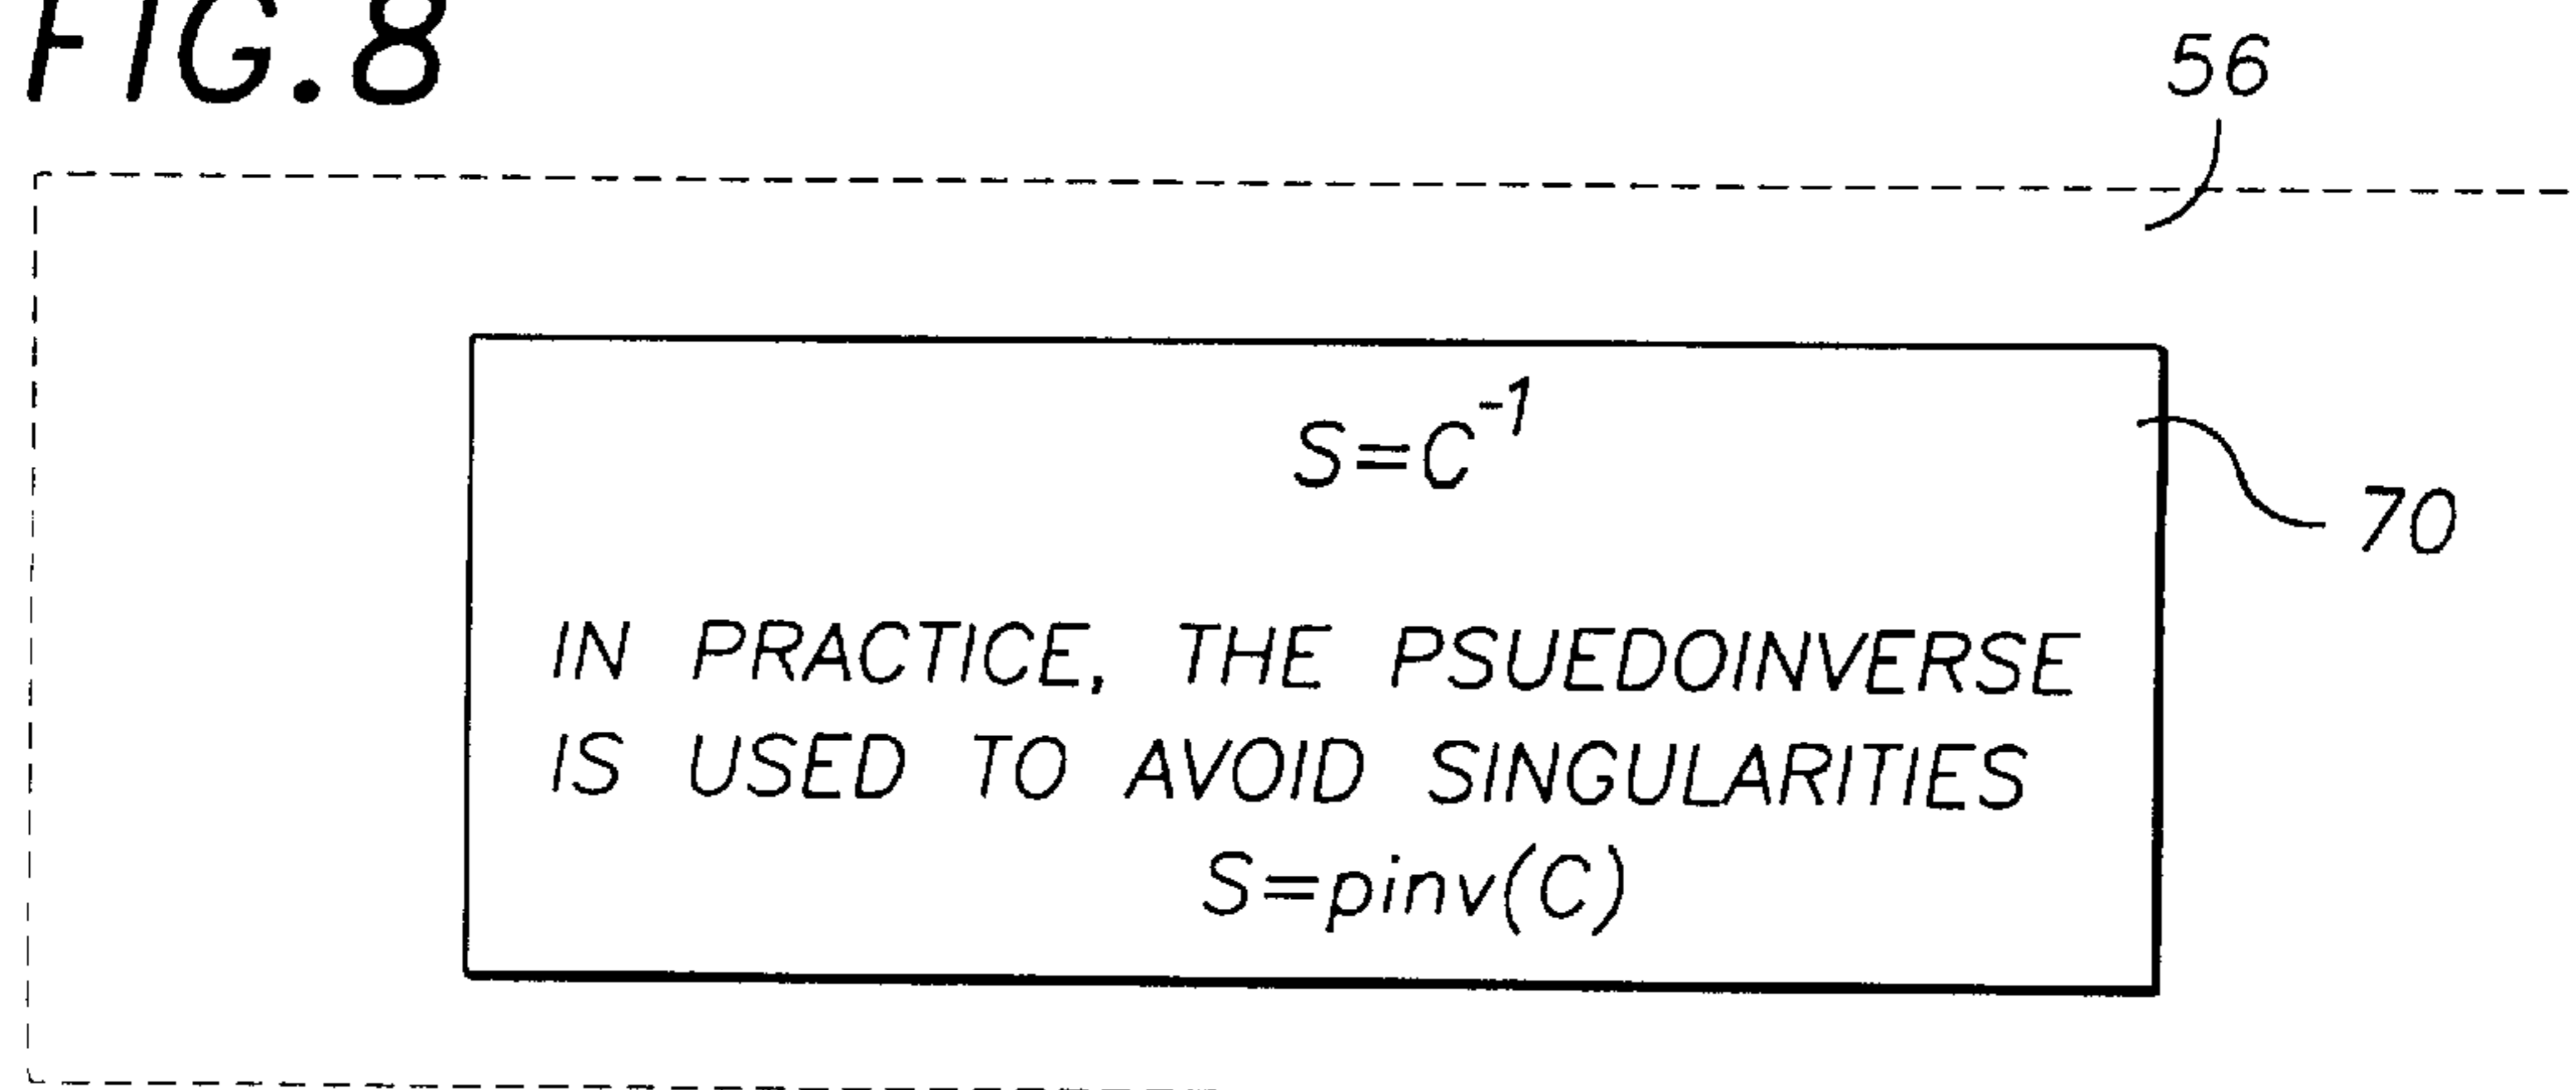 FIG.8
56
S=C⁻¹
70
IN PRACTICE, THE PSUEDOINVERSE
IS USED TO AVOID SINGULARITIES
S=pinv(C)